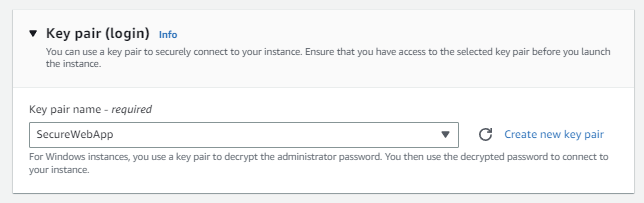 Key pair (login) Info
You can use a key pair to securely connect to your instance. Ensure that you have access to the selected key pair before you launch
the instance.
Key pair name - required
SecureWebApp
Create new key pair
For Windows instances, you use a key pair to decrypt the administrator password. You then use the decrypted password to connect to
your instance.